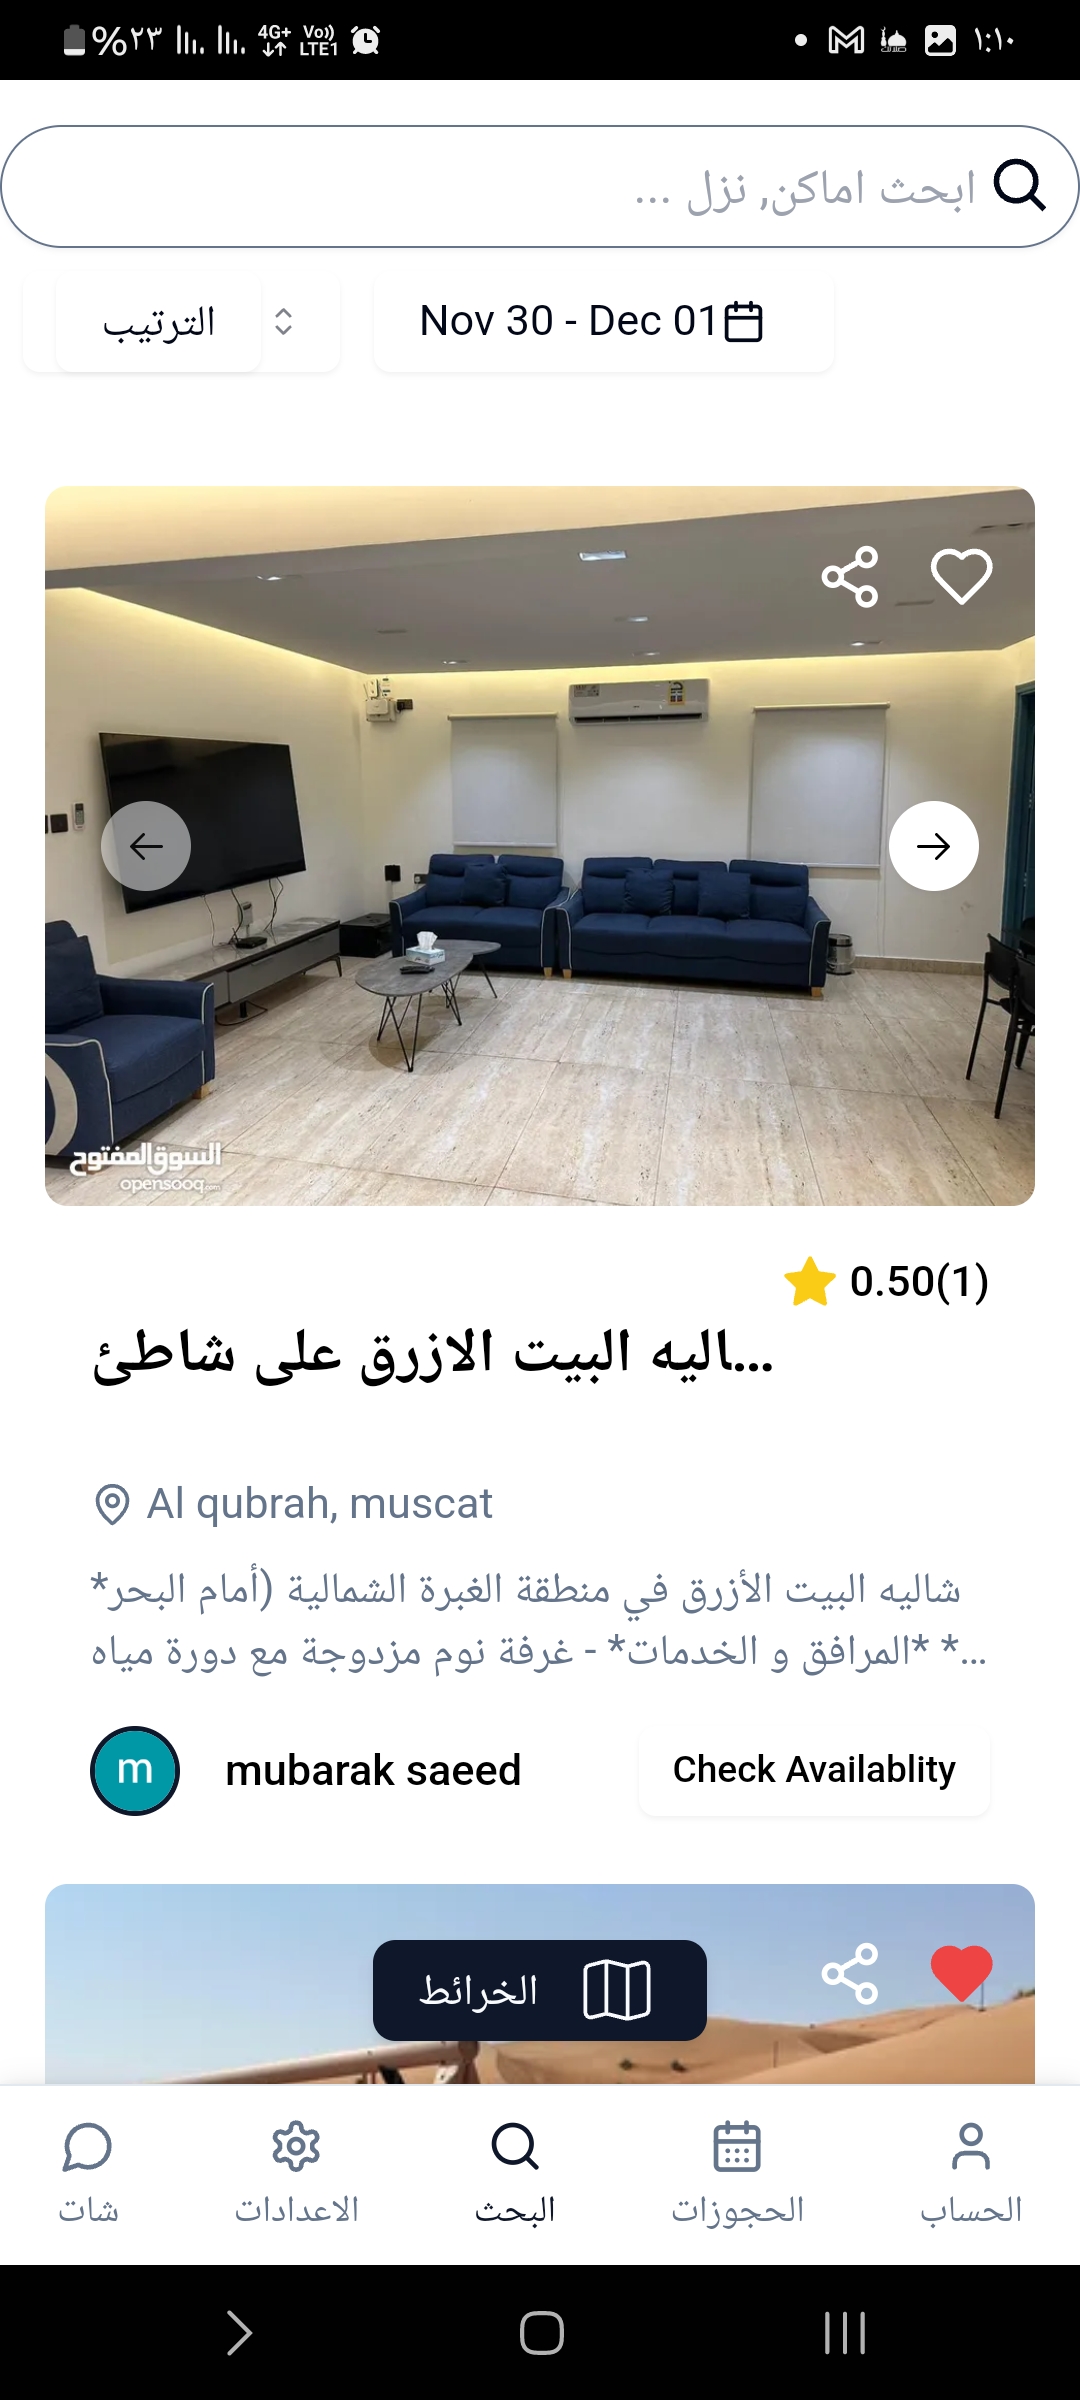 %٢٣ 4G+ Vo)) LTE1 ١:١٠
ابحث اماكن, نزل ...
الترتيب
Nov 30 - Dec 01
السوق المفتوح
opensooq.com
0.50(1)
...اليه البيت الازرق على شاطئ
Al qubrah, muscat
شاليه البيت الأزرق في منطقة الغبرة الشمالية (أمام البحر*
...* *المرافق و الخدمات* - غرفة نوم مزدوجة مع دورة مياه
m
mubarak saeed
Check Availablity
الخرائط
الحساب
الحجوزات
البحث
الاعدادات
شات